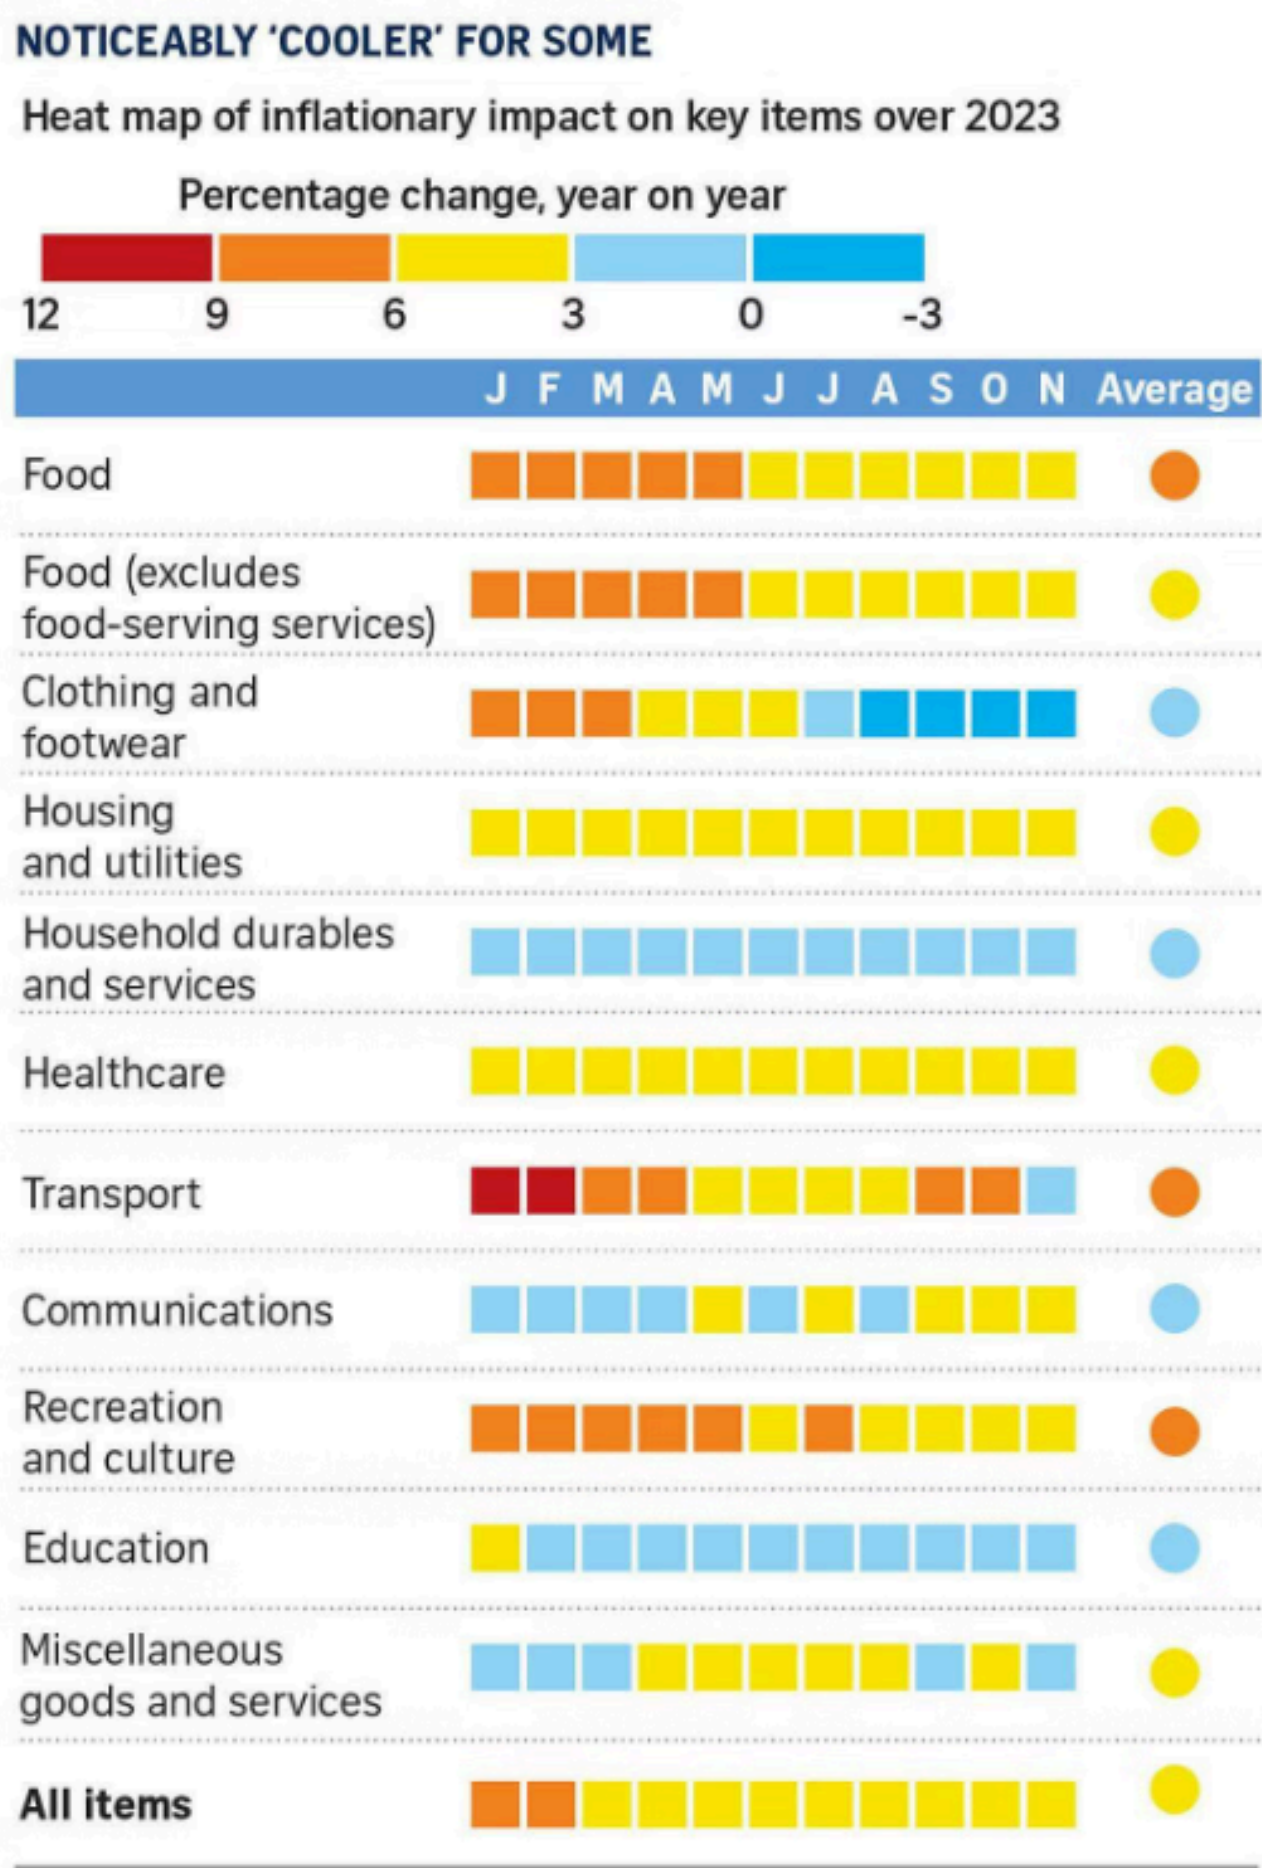 NOTICEABLY ‘COOLER’ FOR SOME
Heat map of inflationary impact on key items over 2023
Percentage change, year on year
12 9 6 3 0 -3
J F M A M J J A S O N Average
Food
Food (excludes
food-serving services)
Clothing and
footwear
Housing
and utilities
Household durables
and services
Healthcare
Transport
Communications
Recreation
and culture
Education
Miscellaneous
goods and services
All items